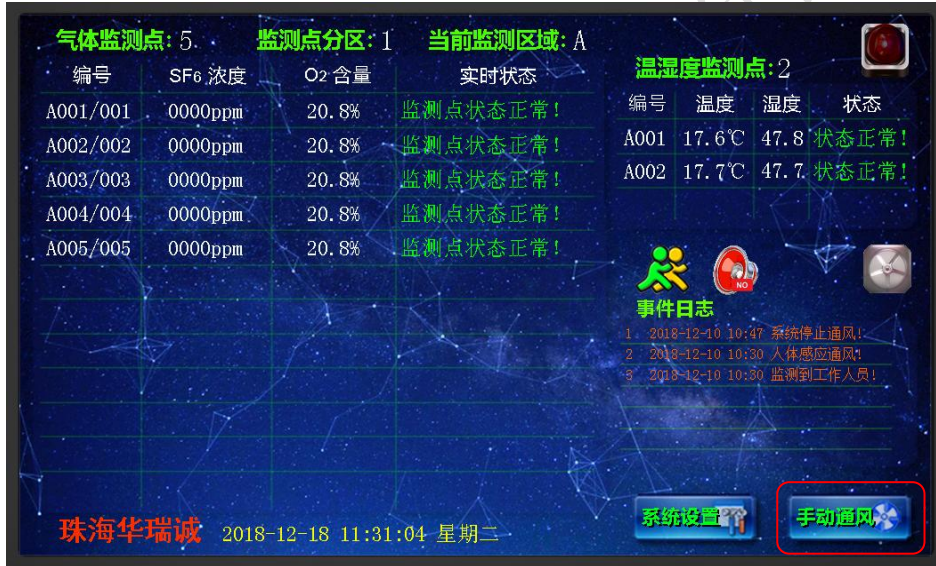 气体监测点: 5 监测点分区: 1 当前监测区域: A
编号 SF6 浓度 O2 含量 实时状态
A001/001 0000ppm 20.8% 监测点状态正常!
A002/002 0000ppm 20.8% 监测点状态正常!
A003/003 0000ppm 20.8% 监测点状态正常!
A004/004 0000ppm 20.8% 监测点状态正常!
A005/005 0000ppm 20.8% 监测点状态正常!
温湿度监测点: 2
编号 温度 湿度 状态
A001 17.6℃ 47.8 状态正常!
A002 17.7℃ 47.7 状态正常!
NO
事件日志
1 2018-12-10 10:47 系统停止通风!
2 2018-12-10 10:30 人体感应通风!
3 2018-12-10 10:30 监测到工作人员!
系统设置 手动通风
珠海华瑞诚 2018-12-18 11:31:04 星期二